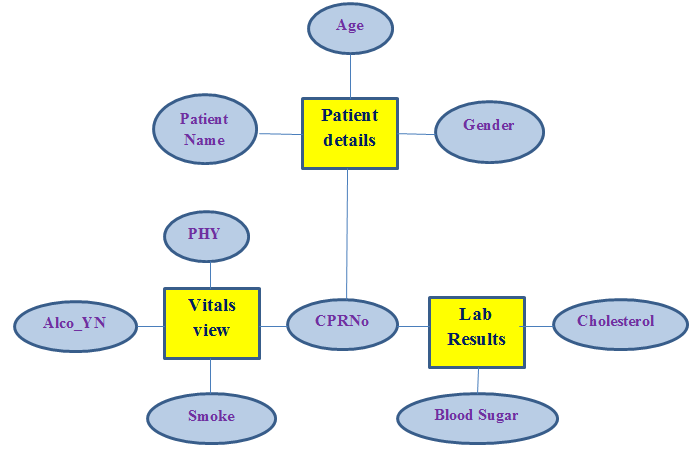 Age
Patient
Name
Patient
details
Gender
PHY
Alco_YN
Vitals
view
CPRNo
Lab
Results
Cholesterol
Smoke
Blood Sugar